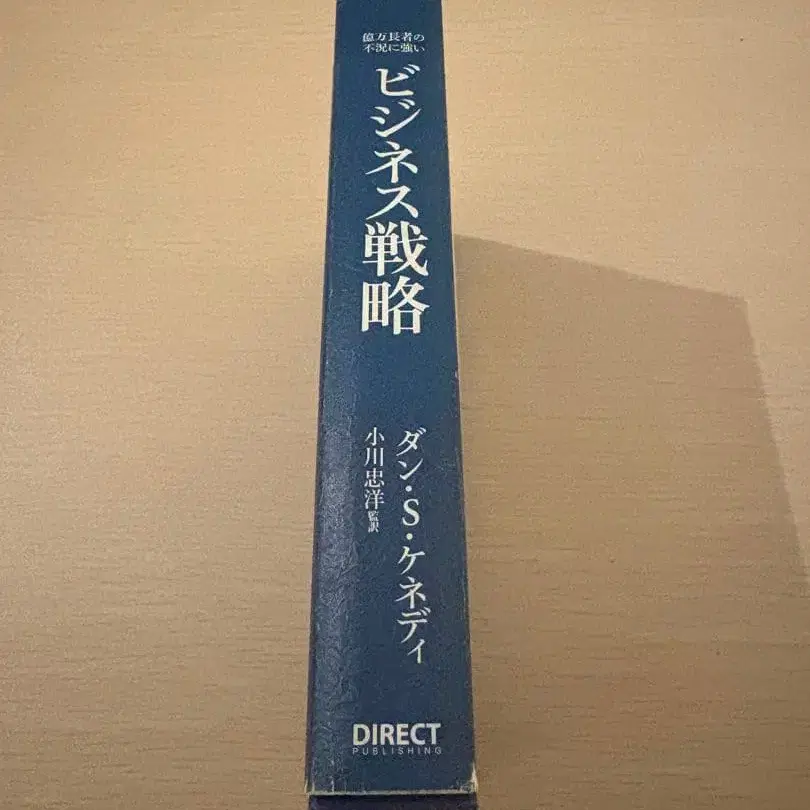 億万長者の
不況に強い
ビジネス戦略
ダン・S・ケネディ
小川忠洋 監訳
DIRECT
PUBLISHING